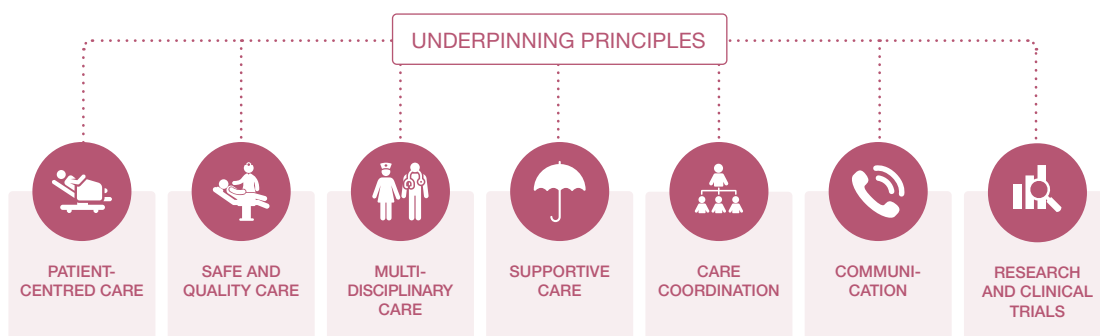 UNDERPINNING PRINCIPLES
PATIENT-
CENTRED CARE
SAFE AND
QUALITY CARE
MULTI-
DISCIPLINARY
CARE
SUPPORTIVE
CARE
CARE
COORDINATION
COMMUNI-
CATION
RESEARCH
AND CLINICAL
TRIALS